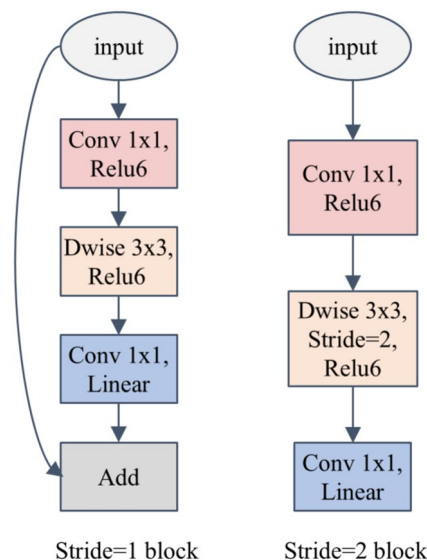 input
Conv 1x1,
Relu6
Dwise 3x3,
Relu6
Conv 1x1,
Linear
Add
Stride=1 block
input
Conv 1x1,
Relu6
Dwise 3x3,
Stride=2,
Relu6
Conv 1x1,
Linear
Stride=2 block